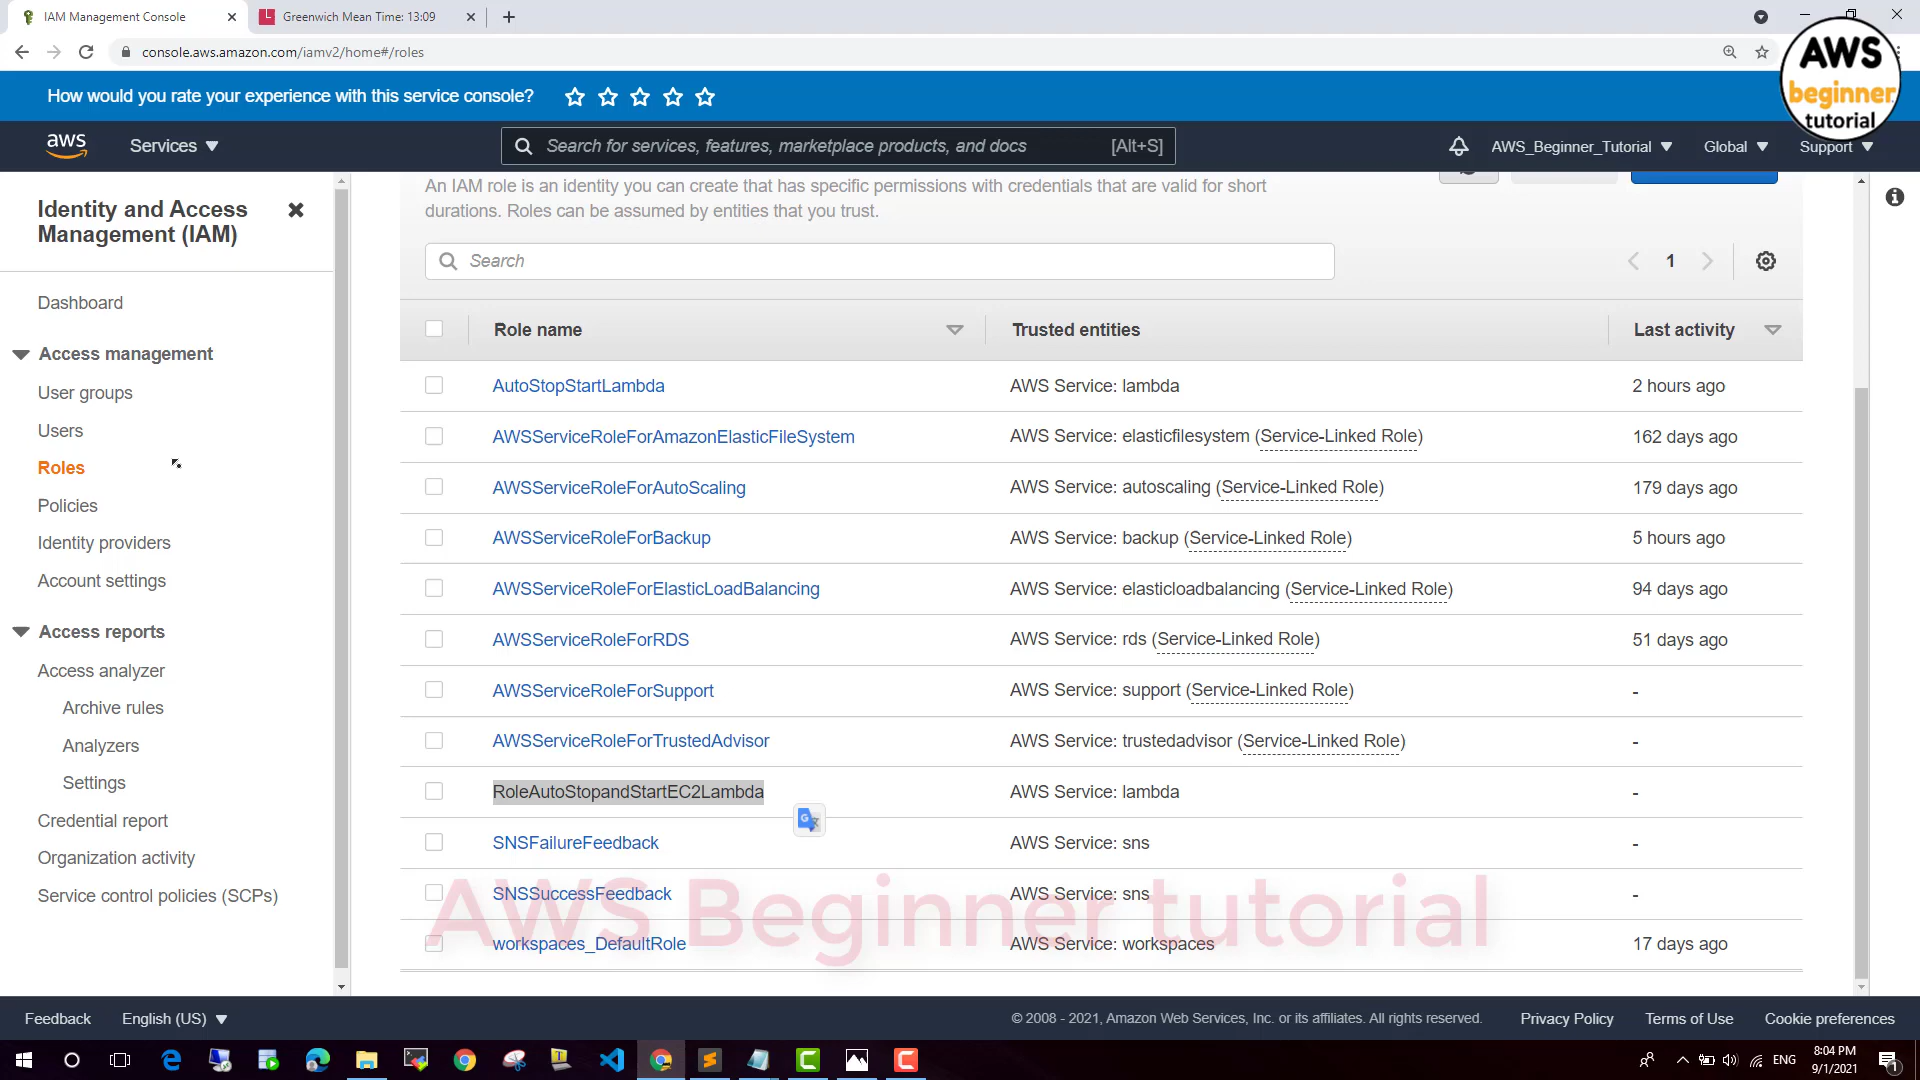 IAM Management Console
Greenwich Mean Time: 13:09
console.aws.amazon.com/iamv2/home#/roles
AWS
beginner
tutorial
How would you rate your experience with this service console?
aws
Services
Search for services, features, marketplace products, and docs
[Alt+S]
AWS_Beginner_Tutorial
Global
Support
Identity and Access
Management (IAM)
Dashboard
Access management
User groups
Users
Roles
Policies
Identity providers
Account settings
Access reports
Access analyzer
Archive rules
Analyzers
Settings
Credential report
Organization activity
Service control policies (SCPs)
An IAM role is an identity you can create that has specific permissions with credentials that are valid for short
durations. Roles can be assumed by entities that you trust.
Search
1
Role name Trusted entities Last activity
AutoStopStartLambda AWS Service: lambda 2 hours ago
AWSServiceRoleForAmazonElasticFileSystem AWS Service: elasticfilesystem (Service-Linked Role) 162 days ago
AWSServiceRoleForAutoScaling AWS Service: autoscaling (Service-Linked Role) 179 days ago
AWSServiceRoleForBackup AWS Service: backup (Service-Linked Role) 5 hours ago
AWSServiceRoleForElasticLoadBalancing AWS Service: elasticloadbalancing (Service-Linked Role) 94 days ago
AWSServiceRoleForRDS AWS Service: rds (Service-Linked Role) 51 days ago
AWSServiceRoleForSupport AWS Service: support (Service-Linked Role) -
AWSServiceRoleForTrustedAdvisor AWS Service: trustedadvisor (Service-Linked Role) -
RoleAutoStopandStartEC2Lambda AWS Service: lambda -
SNSFailureFeedback AWS Service: sns -
SNSSuccessFeedback AWS Service: sns -
workspaces_DefaultRole AWS Service: workspaces 17 days ago
AWS Beginner tutorial
Feedback
English (US)
© 2008 - 2021, Amazon Web Services, Inc. or its affiliates. All rights reserved.
Privacy Policy
Terms of Use
Cookie preferences
ENG
8:04 PM
9/1/2021
1